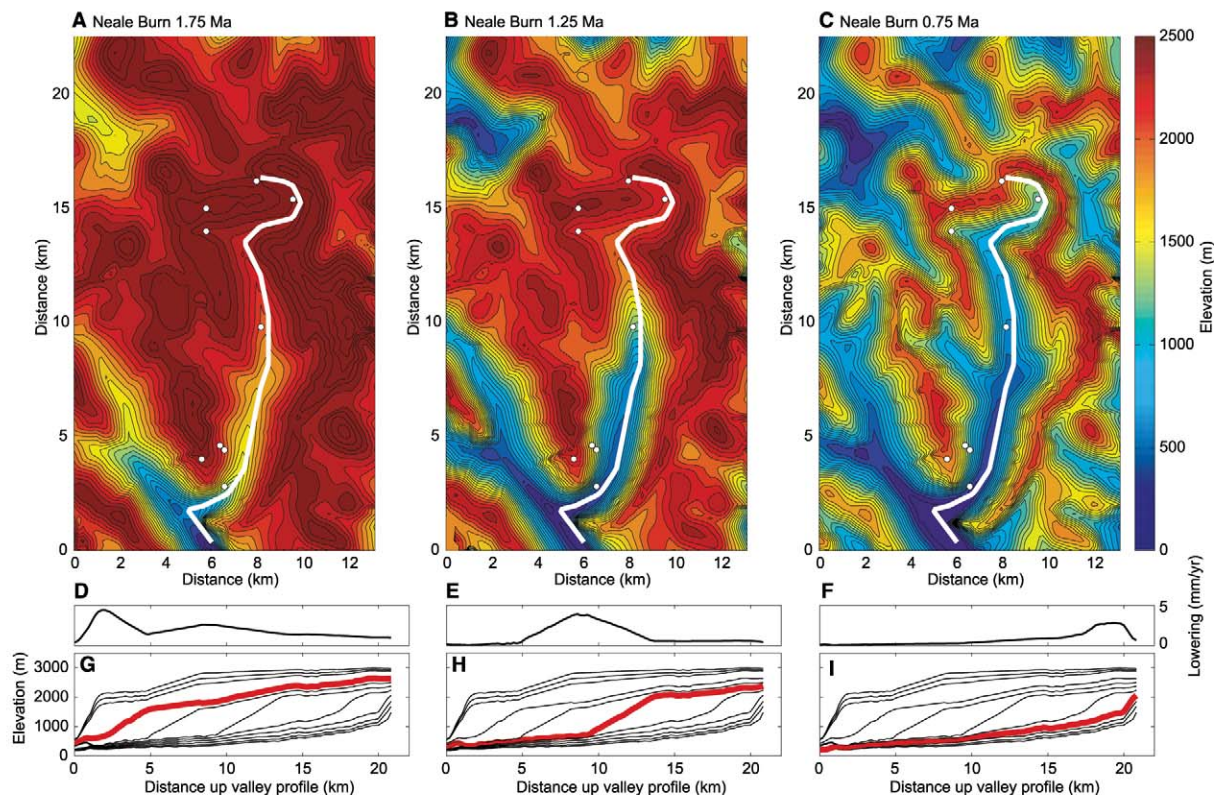 A Neale Burn 1.75 Ma
B Neale Burn 1.25 Ma
C Neale Burn 0.75 Ma
20
15
10
5
0
Distance (km)
0 2 4 6 8 10 12
Distance (km)
20
15
10
5
0
Distance (km)
0 2 4 6 8 10 12
Distance (km)
20
15
10
5
0
Distance (km)
0 2 4 6 8 10 12
Distance (km)
2500
2000
1500
1000
500
0
Elevation (m)
D
E
F
5
0
Lowering (mm/yr)
G
3000
2000
1000
0
Elevation (m)
0 5 10 15 20
Distance up valley profile (km)
H
0 5 10 15 20
Distance up valley profile (km)
I
0 5 10 15 20
Distance up valley profile (km)